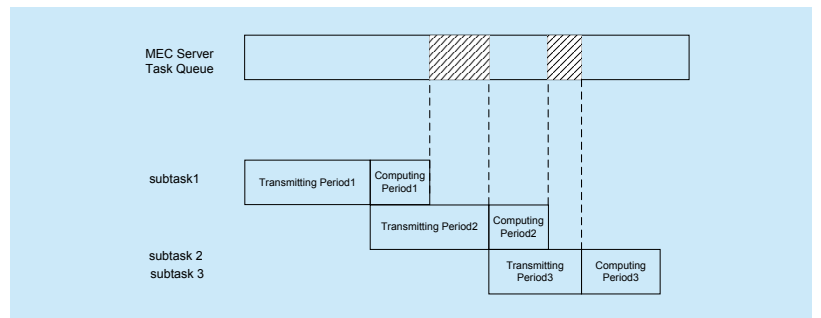 MEC Server
Task Queue
subtask1
Transmitting Period1
Computing
Period1
Transmitting Period2
Computing
Period2
subtask 2
subtask 3
Transmitting
Period3
Computing
Period3